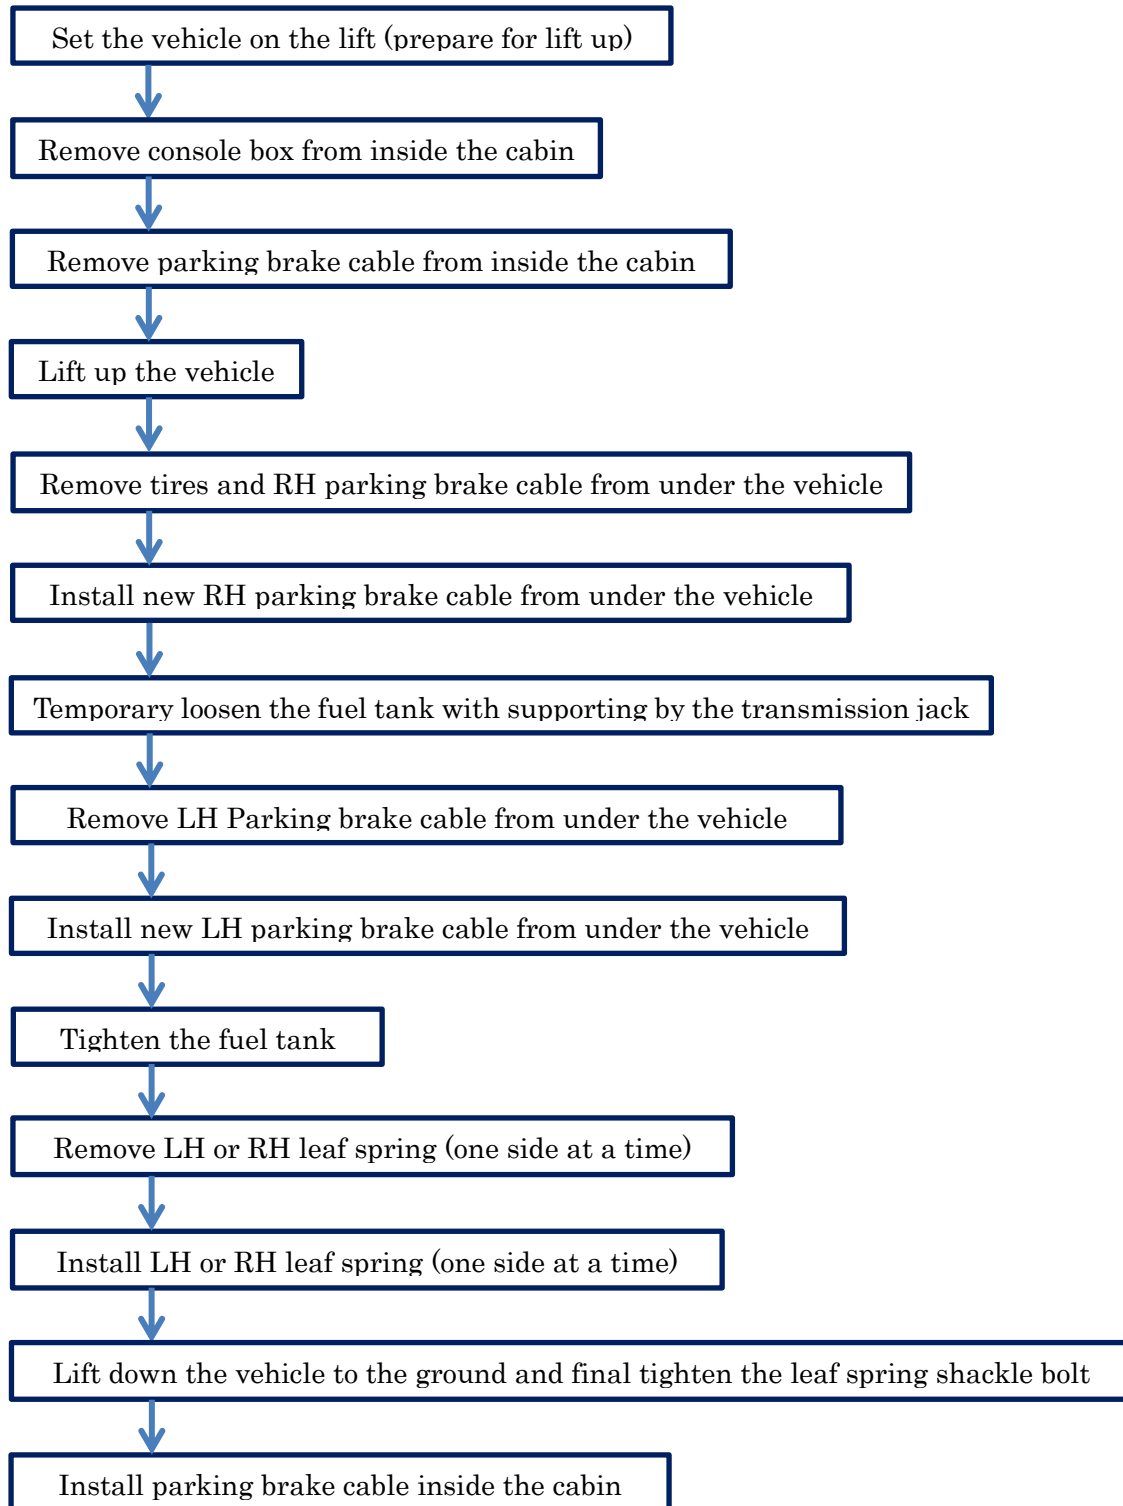 Set the vehicle on the lift (prepare for lift up)
Remove console box from inside the cabin
Remove parking brake cable from inside the cabin
Lift up the vehicle
Remove tires and RH parking brake cable from under the vehicle
Install new RH parking brake cable from under the vehicle
Temporary loosen the fuel tank with supporting by the transmission jack
Remove LH Parking brake cable from under the vehicle
Install new LH parking brake cable from under the vehicle
Tighten the fuel tank
Remove LH or RH leaf spring (one side at a time)
Install LH or RH leaf spring (one side at a time)
Lift down the vehicle to the ground and final tighten the leaf spring shackle bolt
Install parking brake cable inside the cabin